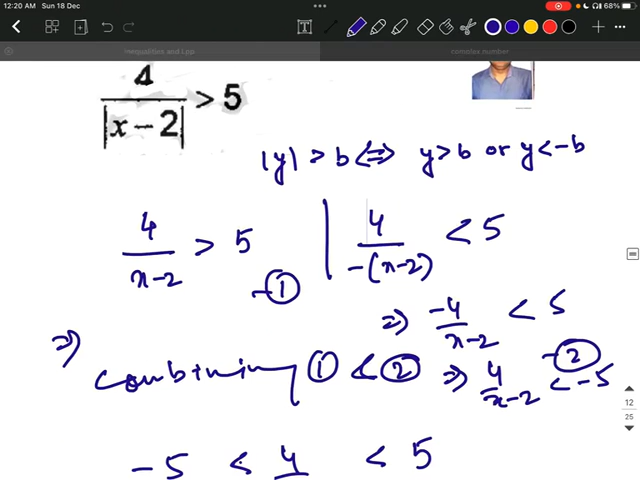 12:20 AM Sun 18 Dec
68%
Inequalities and Lpp
complex number
4 / |x − 2| > 5
|y| > b ⇔ y > b or y < −b
4 / (x−2) > 5 —①
4 / −(x−2) < 5
⇒ −4 / (x−2) < 5
—②
⇒ combining ① < ② ⇒ 4 / (x−2) < −5
12
25
−5 < 4 < 5